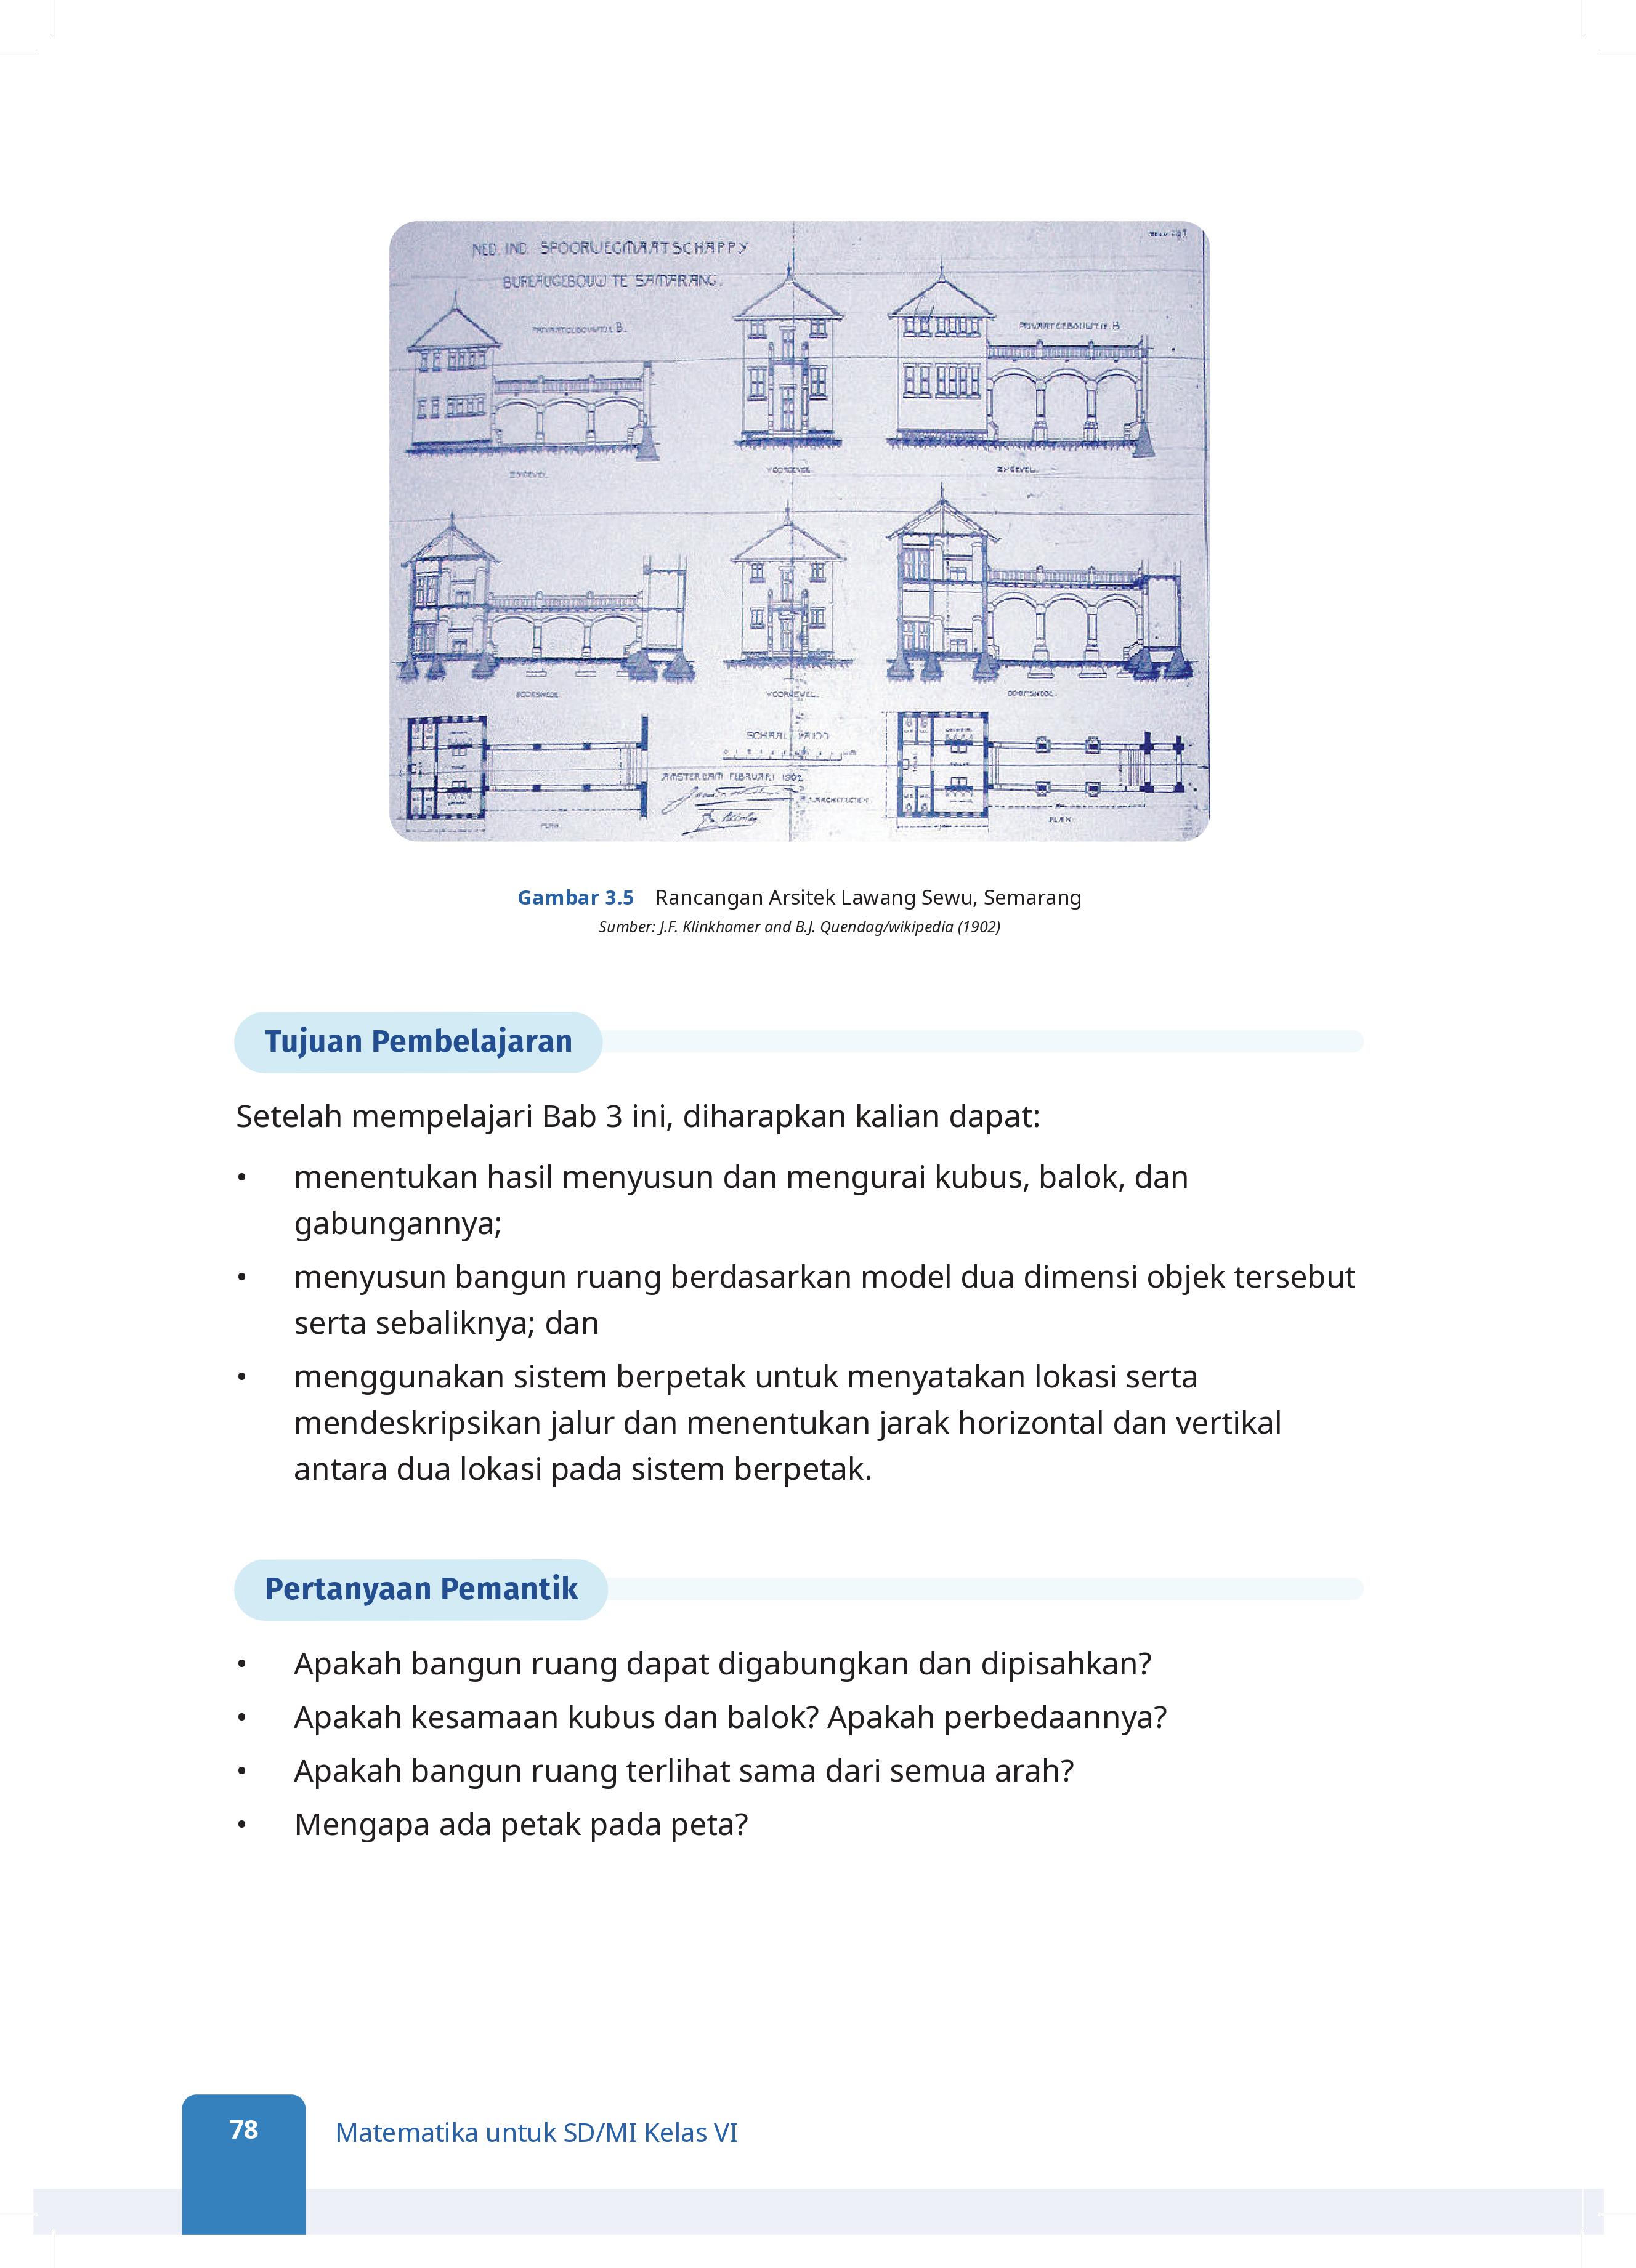 NED. IND. SPOORWEGMAATSCHAPPY
BUREAUGEBOUW TE SAMARANG.
PRIVAATGEBOUWTJE B.
PRIVAATGEBOUWTJE B
ZYGEVEL.
VOORGEVEL.
ZYGEVEL.
DOORSNEDE.
VOORGEVEL.
DOORSNEDE.
AMSTERDAM FEBRUARI 1902
ARCHITECTEN
PLAN
PLAN
Gambar 3.5 Rancangan Arsitek Lawang Sewu, Semarang
Sumber: J.F. Klinkhamer and B.J. Quendag/wikipedia (1902)
Tujuan Pembelajaran
Setelah mempelajari Bab 3 ini, diharapkan kalian dapat:
• menentukan hasil menyusun dan mengurai kubus, balok, dan
gabungannya;
• menyusun bangun ruang berdasarkan model dua dimensi objek tersebut
serta sebaliknya; dan
• menggunakan sistem berpetak untuk menyatakan lokasi serta
mendeskripsikan jalur dan menentukan jarak horizontal dan vertikal
antara dua lokasi pada sistem berpetak.
Pertanyaan Pemantik
• Apakah bangun ruang dapat digabungkan dan dipisahkan?
• Apakah kesamaan kubus dan balok? Apakah perbedaannya?
• Apakah bangun ruang terlihat sama dari semua arah?
• Mengapa ada petak pada peta?
78 Matematika untuk SD/MI Kelas VI